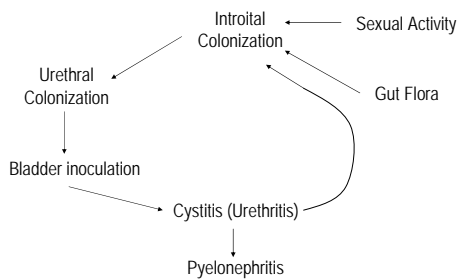 Introital
Colonization
Sexual Activity
Urethral
Colonization
Gut Flora
Bladder inoculation
Cystitis (Urethritis)
Pyelonephritis